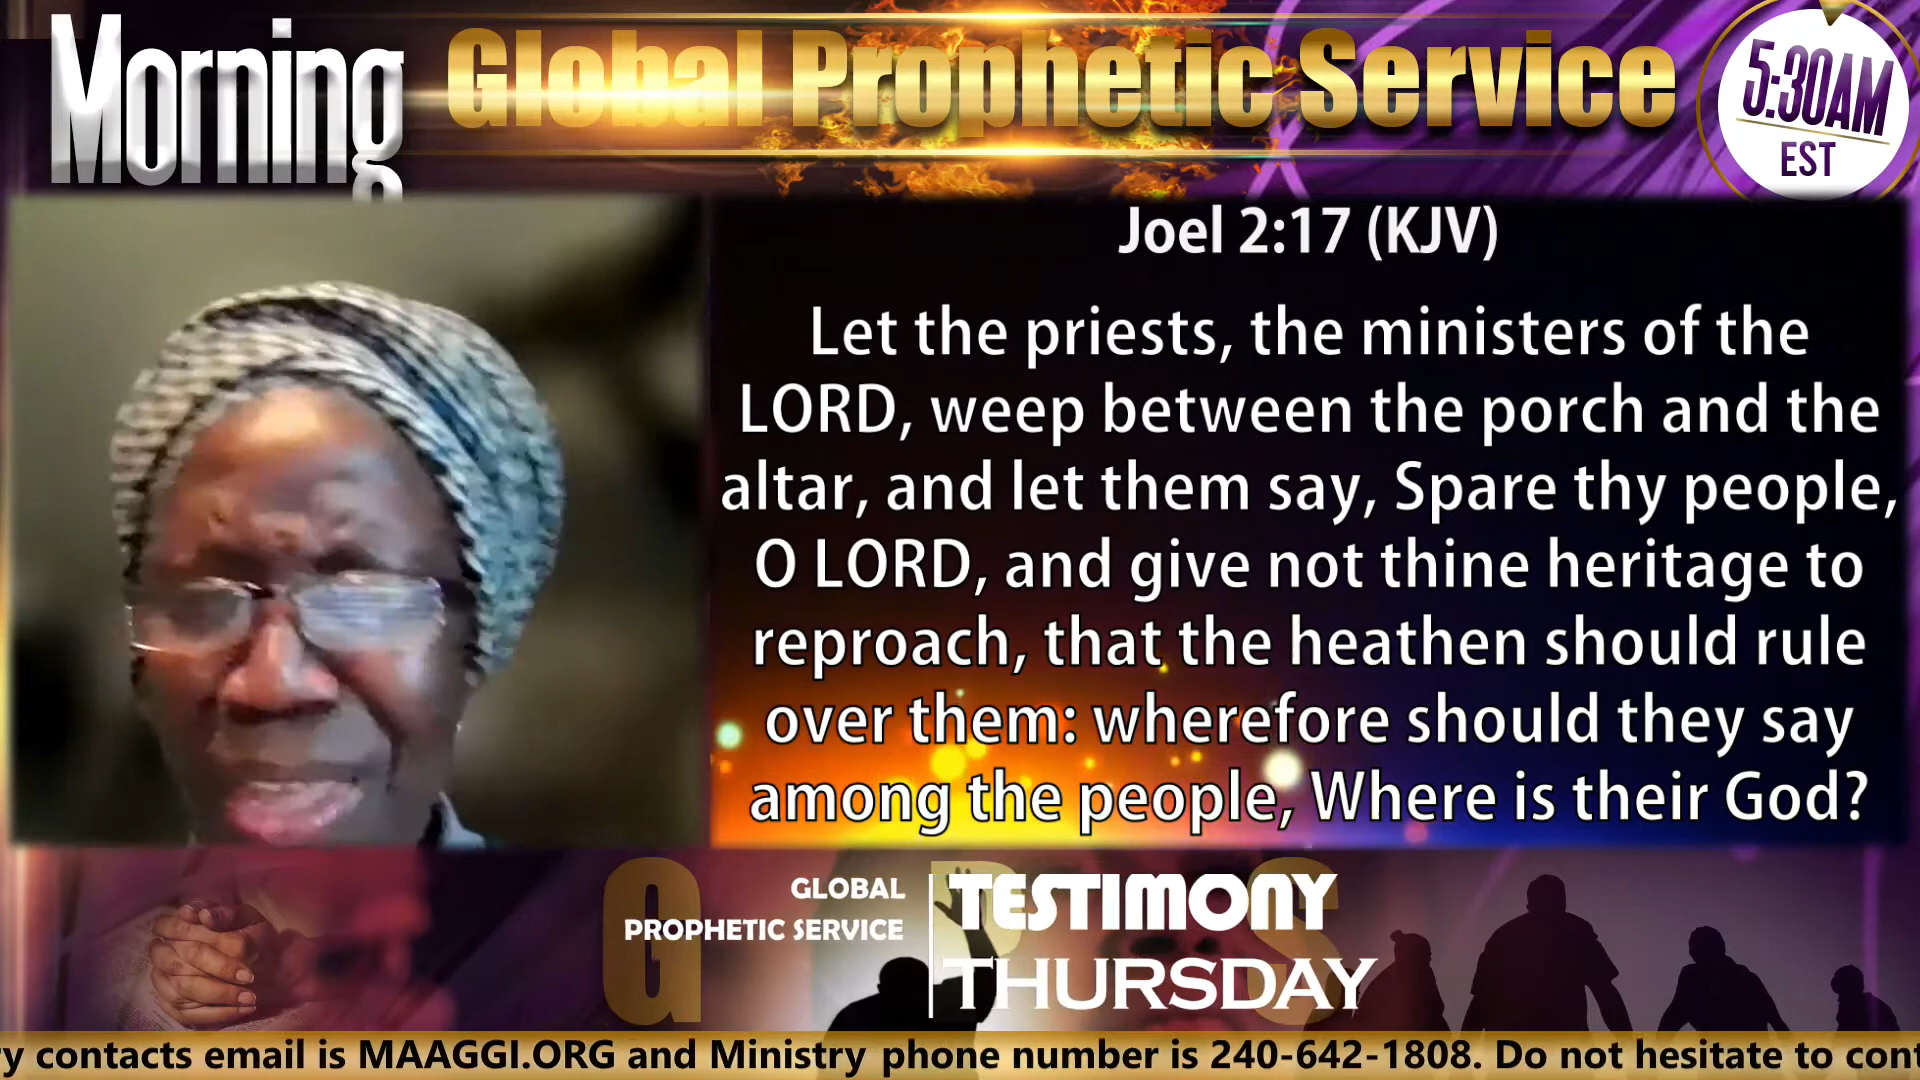 Morning
Global Prophetic Service
5:30AM
EST
Joel 2:17 (KJV)
Let the priests, the ministers of the
LORD, weep between the porch and the
altar, and let them say, Spare thy people,
O LORD, and give not thine heritage to
reproach, that the heathen should rule
over them: wherefore should they say
among the people, Where is their God?
G P S
GLOBAL
PROPHETIC SERVICE
TESTIMONY
THURSDAY
contacts email is MAAGGI.ORG and Ministry phone number is 240-642-1808. Do not hesitate to